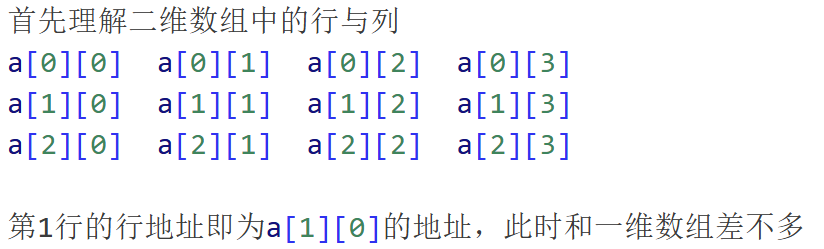 首先理解二维数组中的行与列
a[0][0]  a[0][1]  a[0][2]  a[0][3]
a[1][0]  a[1][1]  a[1][2]  a[1][3]
a[2][0]  a[2][1]  a[2][2]  a[2][3]
第1行的行地址即为a[1][0]的地址，此时和一维数组差不多